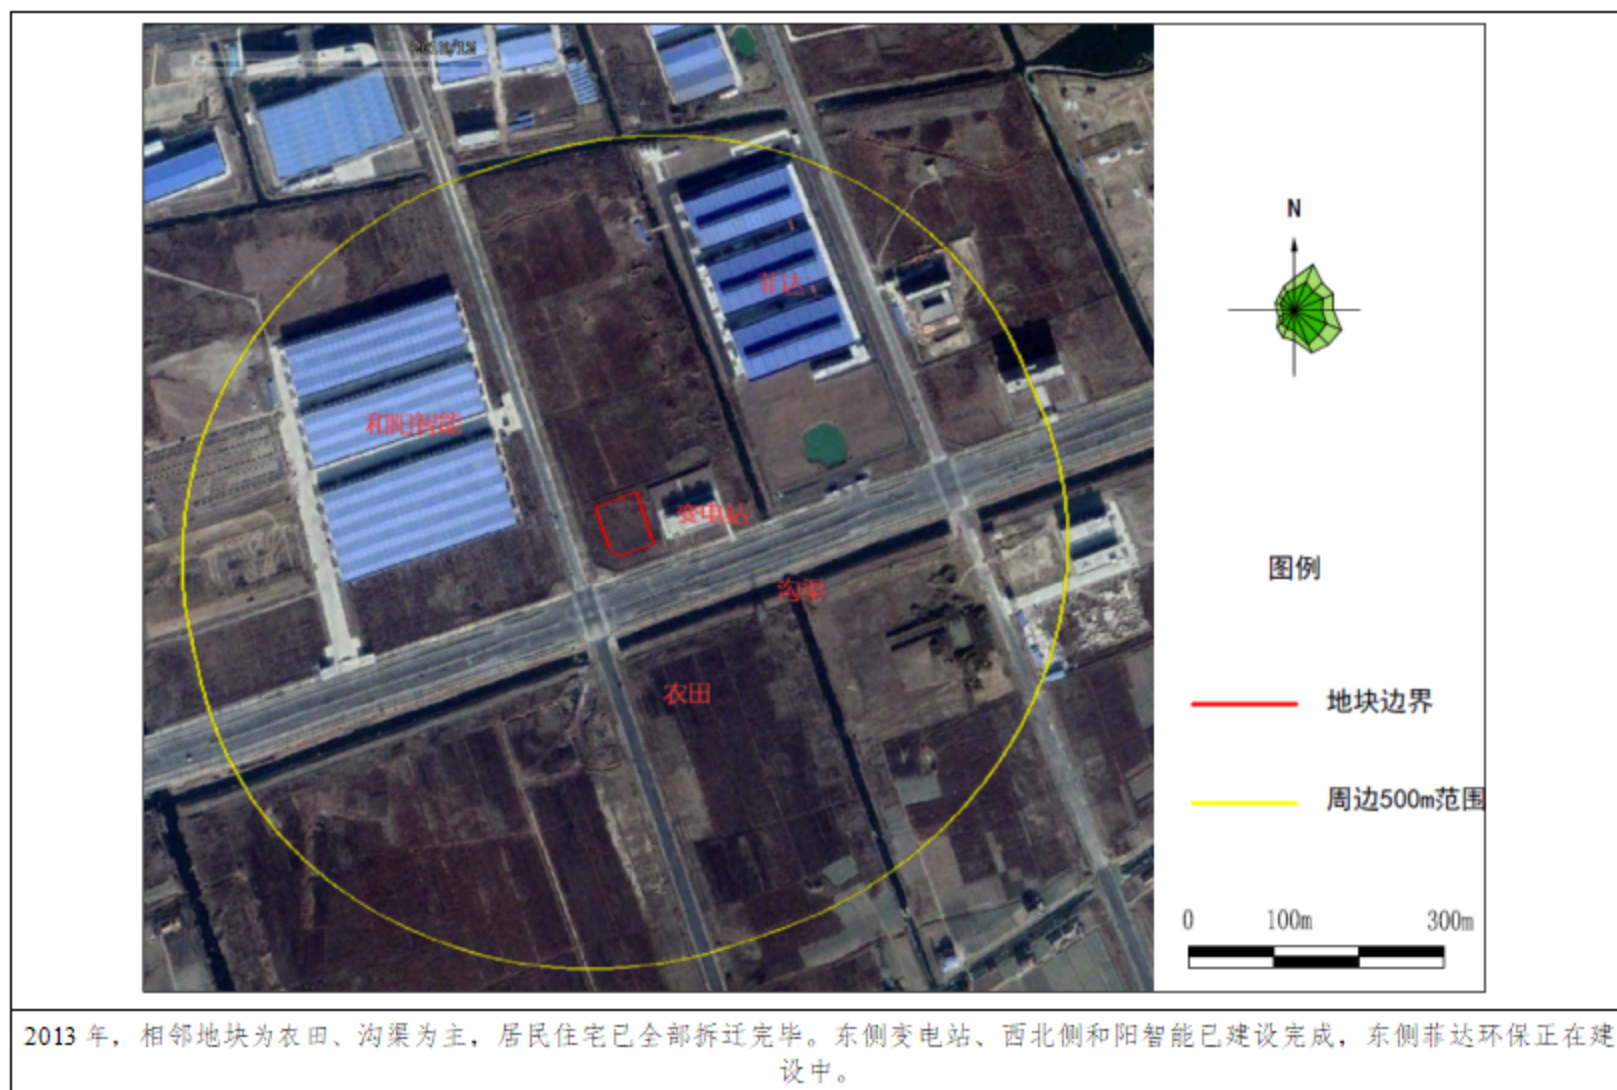 N
菲达
和阳智能
变电站
沟渠
农田
图例
地块边界
周边500m范围
0 100m 300m
2013 年，相邻地块为农田、沟渠为主，居民住宅已全部拆迁完毕。东侧变电站、西北侧和阳智能已建设完成，东侧菲达环保正在建
设中。